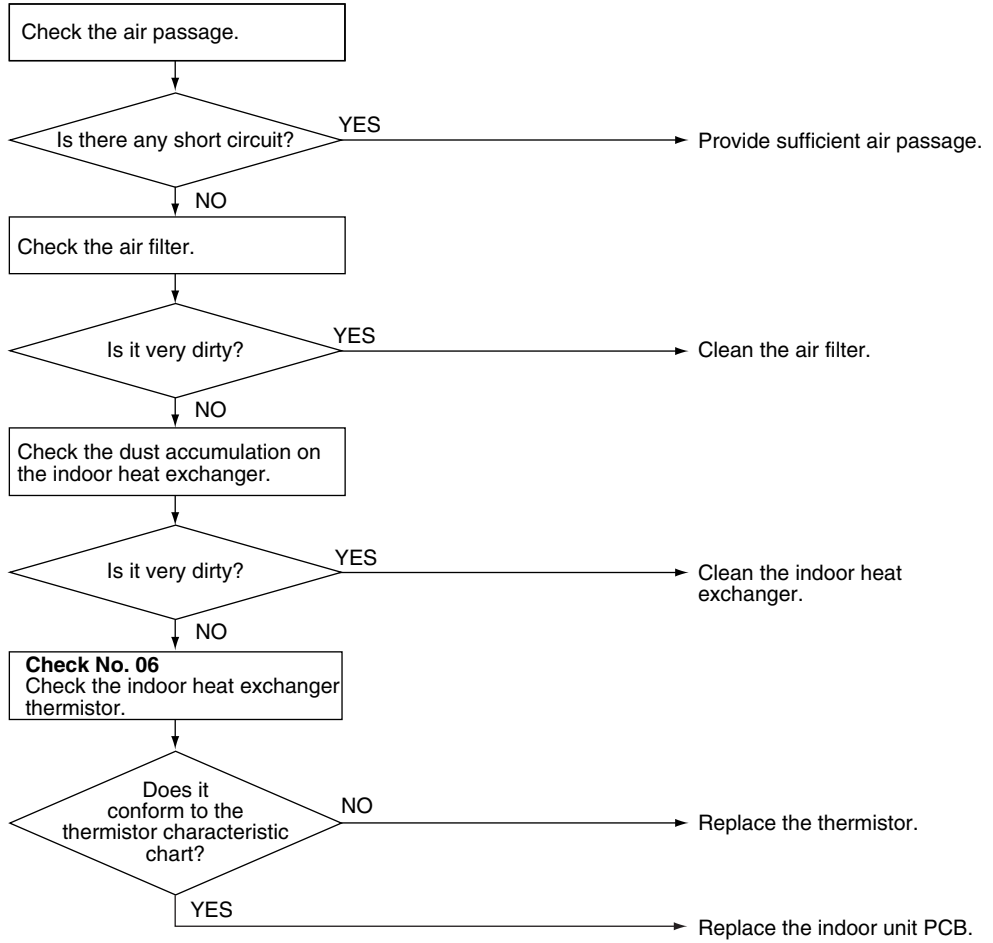 Check the air passage.
Is there any short circuit?
YES
Provide sufficient air passage.
NO
Check the air filter.
Is it very dirty?
YES
Clean the air filter.
NO
Check the dust accumulation on
the indoor heat exchanger.
Is it very dirty?
YES
Clean the indoor heat
exchanger.
NO
Check No. 06
Check the indoor heat exchanger
thermistor.
Does it
conform to the
thermistor characteristic
chart?
NO
Replace the thermistor.
YES
Replace the indoor unit PCB.